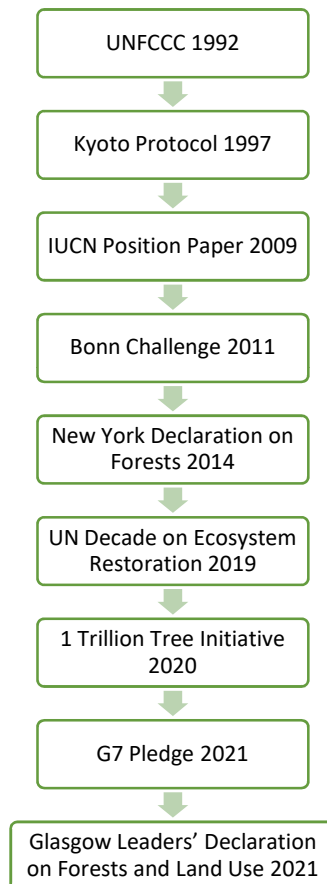 UNFCCC 1992
Kyoto Protocol 1997
IUCN Position Paper 2009
Bonn Challenge 2011
New York Declaration on
Forests 2014
UN Decade on Ecosystem
Restoration 2019
1 Trillion Tree Initiative
2020
G7 Pledge 2021
Glasgow Leaders’ Declaration
on Forests and Land Use 2021